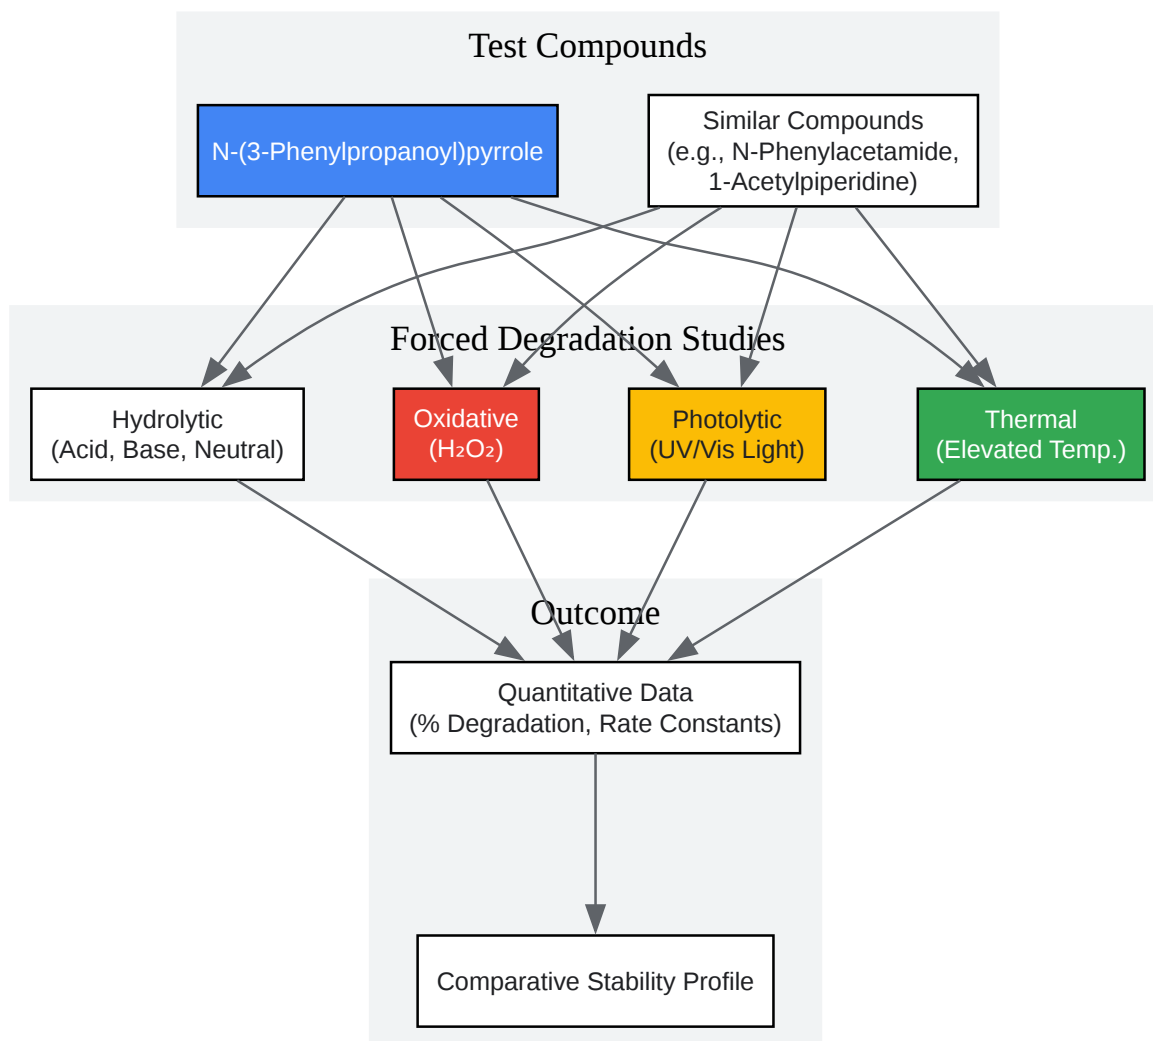 Test Compounds
N-(3-Phenylpropanoyl)pyrrole
Similar Compounds
(e.g., N-Phenylacetamide,
1-Acetylpiperidine)
Forced Degradation Studies
Hydrolytic
(Acid, Base, Neutral)
Oxidative
(H₂O₂)
Photolytic
(UV/Vis Light)
Thermal
(Elevated Temp.)
Outcome
Quantitative Data
(% Degradation, Rate Constants)
Comparative Stability Profile